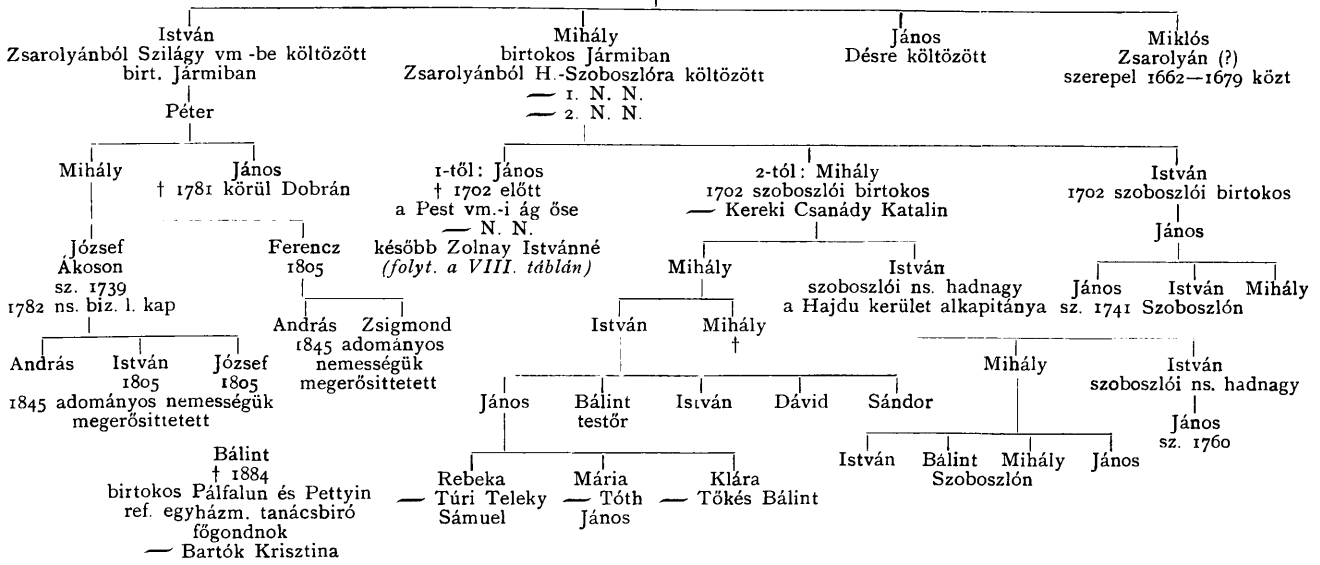 István
Zsarolyánból Szilágy vm -be költözött
birt. Jármiban
Mihály
birtokos Jármiban
Zsarolyánból H.-Szoboszlóra költözött
— 1. N. N.
— 2. N. N.
János
Désre költözött
Miklós
Zsarolyán (?)
szerepel 1662—1679 közt
Péter
Mihály
János
† 1781 körül Dobrán
1-től: János
† 1702 előtt
a Pest vm.-i ág őse
— N. N.
később Zolnay Istvánné
(folyt. a VIII. táblán)
2-tól: Mihály
1702 szoboszlói birtokos
— Kereki Csanády Katalin
István
1702 szoboszlói birtokos
János
József
Ákoson
sz. 1739
1782 ns. biz. l. kap
Ferencz
1805
Mihály
István
szoboszlói ns. hadnagy
a Hajdu kerület alkapitánya
János
sz. 1741
István
Szoboszlón
Mihály
András
Zsigmond
1845 adományos
nemességük
megerősittetett
István
Mihály
†
András
István
1805
József
1805
1845 adományos nemességük
megerősittetett
Mihály
István
szoboszlói ns. hadnagy
János
Bálint
testőr
István
Dávid
Sándor
János
sz. 1760
István
Bálint
Mihály
János
Szoboszlón
Bálint
† 1884
birtokos Pálfalun és Pettyin
ref. egyházm. tanácsbiró
főgondnok
— Bartók Krisztina
Rebeka
— Túri Teleky
Sámuel
Mária
— Tóth
János
Klára
— Tőkés Bálint